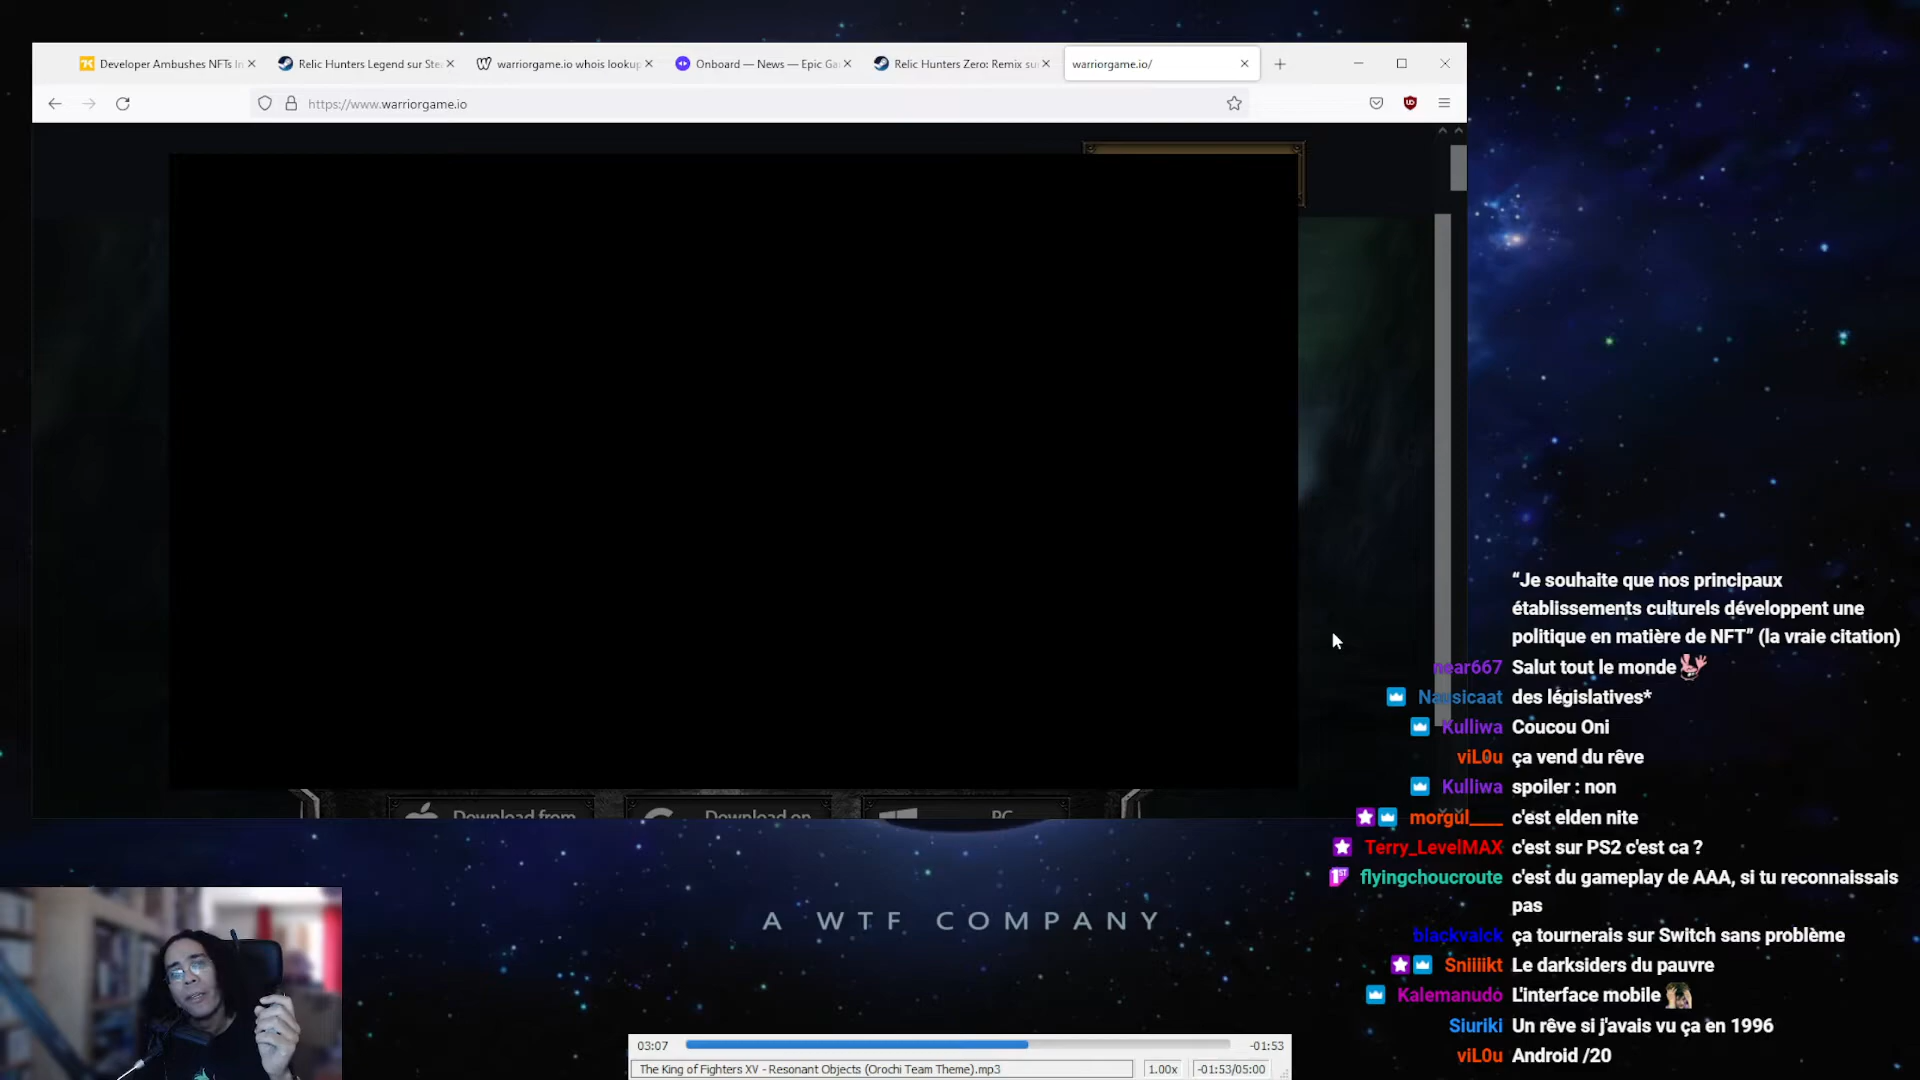 Developer Ambushes NFTs In
Relic Hunters Legend sur Ste
warriorgame.io whois lookup
Onboard — News — Epic Ga
Relic Hunters Zero: Remix su
warriorgame.io/
https://www.warriorgame.io
Download from
Download on
PC
A WTF COMPANY
“Je souhaite que nos principaux
établissements culturels développent une
politique en matière de NFT” (la vraie citation)
near667 Salut tout le monde
Nausicaat des législatives*
Kulliwa Coucou Oni
viL0u ça vend du rêve
Kulliwa spoiler : non
morgul____ c'est elden nite
Terry_LevelMAX c'est sur PS2 c'est ca ?
1ST flyingchoucroute c'est du gameplay de AAA, si tu reconnaissais
pas
blackvaick ça tournerais sur Switch sans problème
Sniiiikt Le darksiders du pauvre
Kalemanudo L'interface mobile
Siuriki Un rêve si j'avais vu ça en 1996
viL0u Android /20
03:07
-01:53
The King of Fighters XV - Resonant Objects (Orochi Team Theme).mp3
1.00x
-01:53/05:00